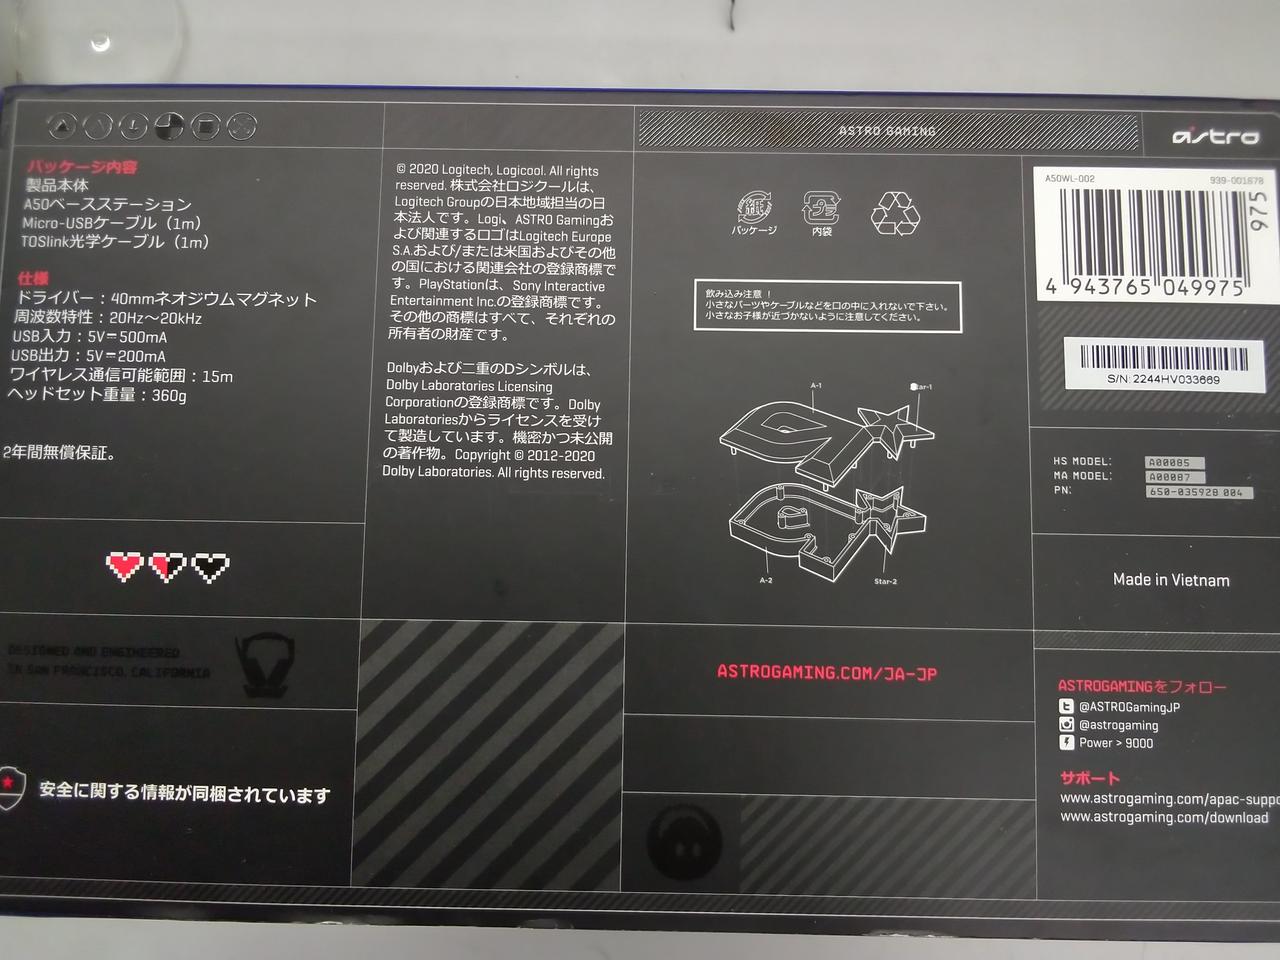 パッケージ内容
製品本体
A50ベースステーション
Micro-USBケーブル（1m）
TOSlink光学ケーブル（1m）
仕様
ドライバー：40mmネオジウムマグネット
周波数特性：20Hz〜20kHz
USB入力：5V=500mA
USB出力：5V=200mA
ワイヤレス通信可能範囲：15m
ヘッドセット重量：360g
2年間無償保証。
DESIGNED AND ENGINEERED
IN SAN FRANCISCO, CALIFORNIA
安全に関する情報が同梱されています
© 2020 Logitech, Logicool. All rights
reserved. 株式会社ロジクールは、
Logitech Groupの日本地域担当の日
本法人です。Logi、ASTRO Gamingお
よび関連するロゴはLogitech Europe
S.A.および/または米国およびその他
の国における関連会社の登録商標で
す。PlayStationは、Sony Interactive
Entertainment Inc.の登録商標です。
その他の商標はすべて、それぞれの
所有者の財産です。
Dolbyおよび二重のDシンボルは、
Dolby Laboratories Licensing
Corporationの登録商標です。Dolby
Laboratoriesからライセンスを受け
て製造しています。機密かつ未公開
の著作物。Copyright © 2012-2020
Dolby Laboratories. All rights reserved.
ASTRO GAMING
紙
プラ
パッケージ
内袋
飲み込み注意！
小さなパーツやケーブルなどを口の中に入れないで下さい。
小さなお子様が近づかないように注意してください。
A-1
A-2
Star-2
ASTROGAMING.COM/JA-JP
astro
A50WL-002
939-001678
975
4 943765 049975
S/N: 2244HV033669
HS MODEL: A00085
MA MODEL: A00087
PN: 650-035928 004
Made in Vietnam
ASTROGAMINGをフォロー
@ASTROGamingJP
@astrogaming
Power > 9000
サポート
www.astrogaming.com/apac-suppo
www.astrogaming.com/download